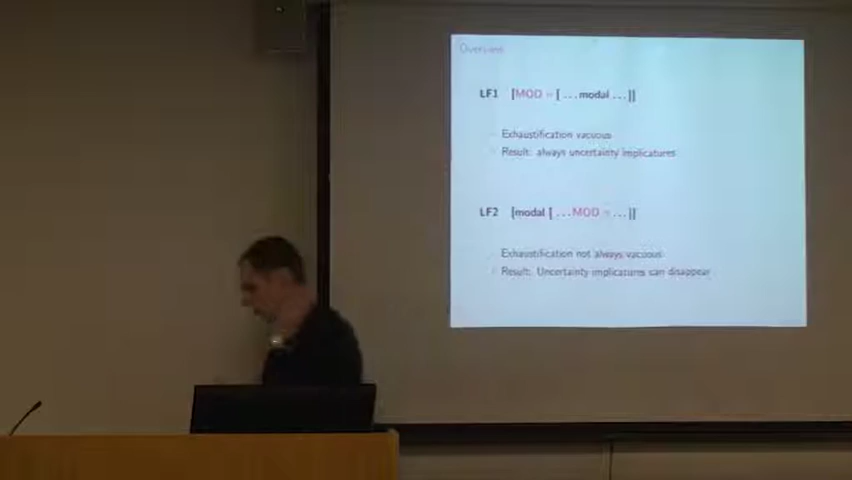 Overview
LF1 [MOD [ ...modal ...]]
Exhaustification vacuous
Result: always uncertainty implicatures
LF2 [modal [ ...MOD ...]]
Exhaustification not always vacuous
Result: Uncertainty implicatures can disappear